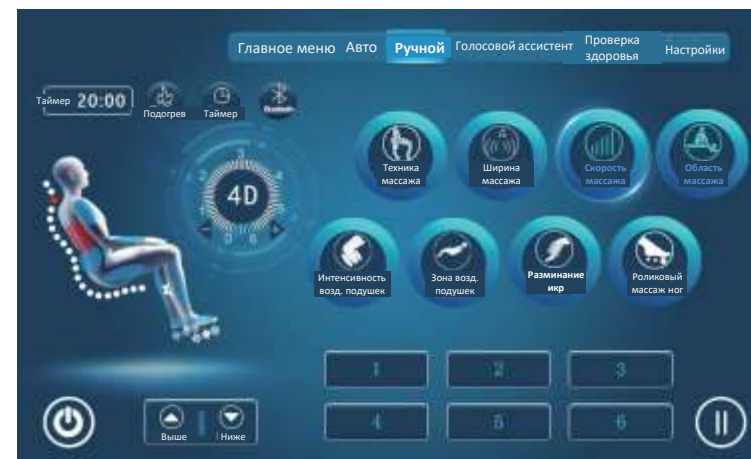 Главное меню Авто Ручной Голосовой ассистент Проверка здоровья Настройки
Таймер 20:00
Подогрев Таймер Bluetooth
4D
Техника массажа
Ширина массажа
Скорость массажа
Область массажа
Интенсивность возд. подушек
Зона возд. подушек
Разминание икр
Роликовый массаж ног
1 2 3
4 5 6
Выше Ниже